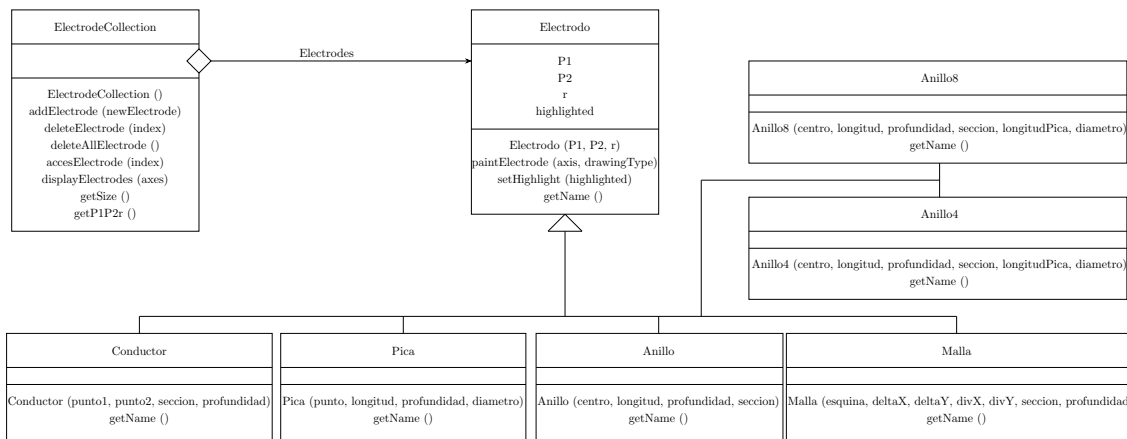 ElectrodeCollection
ElectrodeCollection ()
addElectrode (newElectrode)
deleteElectrode (index)
deleteAllElectrode ()
accesElectrode (index)
displayElectrodes (axes)
getSize ()
getP1P2r ()
Electrodes
Electrodo
P1
P2
r
highlighted
Electrodo (P1, P2, r)
paintElectrode (axis, drawingType)
setHighlight (highlighted)
getName ()
Anillo8
Anillo8 (centro, longitud, profundidad, seccion, longitudPica, diametro)
getName ()
Anillo4
Anillo4 (centro, longitud, profundidad, seccion, longitudPica, diametro)
getName ()
Conductor
Conductor (punto1, punto2, seccion, profundidad)
getName ()
Pica
Pica (punto, longitud, profundidad, diametro)
getName ()
Anillo
Anillo (centro, longitud, profundidad, seccion)
getName ()
Malla
Malla (esquina, deltaX, deltaY, divX, divY, seccion, profundidad)
getName ()